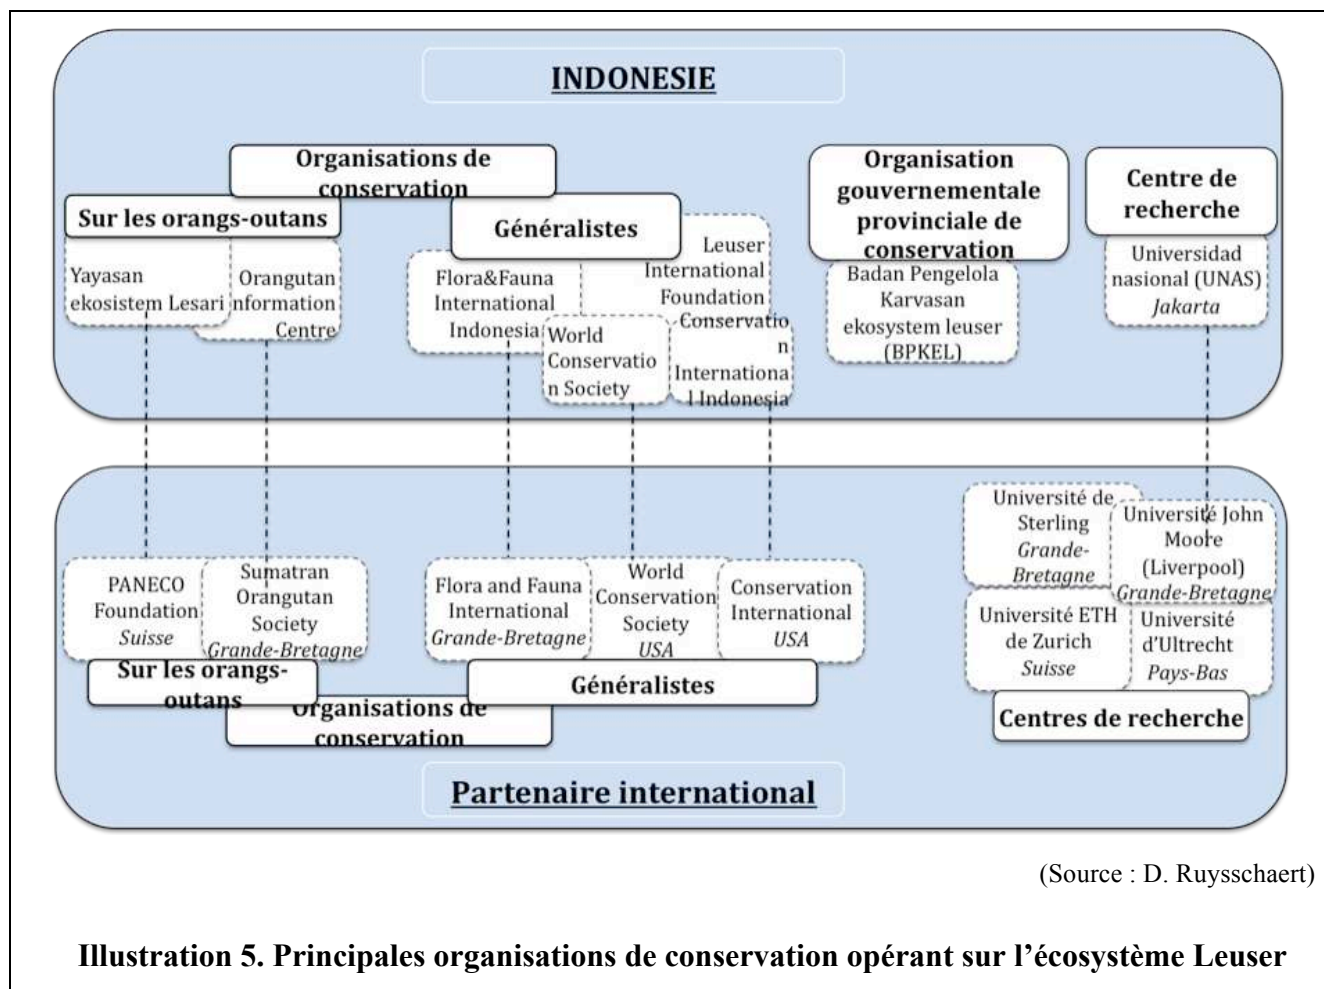 INDONESIE
Organisations de
conservation
Sur les orangs-outans
Yayasan
ekosistem Lesari
Orangutan
nformation
Centre
Généralistes
Flora&Fauna
International
Indonesia
World
Conservatio
n Society
Leuser
International
Foundation
Conservatio
n
Internationa
l Indonesia
Organisation
gouvernementale
provinciale de
conservation
Badan Pengelola
Karvasan
ekosystem leuser
(BPKEL)
Centre de
recherche
Universidad
nasional (UNAS)
Jakarta
PANECO
Foundation
Suisse
Sumatran
Orangutan
Society
Grande-Bretagne
Sur les orangs-
outans
Flora and Fauna
International
Grande-Bretagne
World
Conservation
Society
USA
Conservation
International
USA
Généralistes
Organisations de
conservation
Université de
Sterling
Grande-
Bretagne
Université John
Moore
(Liverpool)
Grande-Bretagne
Université ETH
de Zurich
Suisse
Université
d'Ultrecht
Pays-Bas
Centres de recherche
Partenaire international
(Source : D. Ruysschaert)
Illustration 5. Principales organisations de conservation opérant sur l'écosystème Leuser